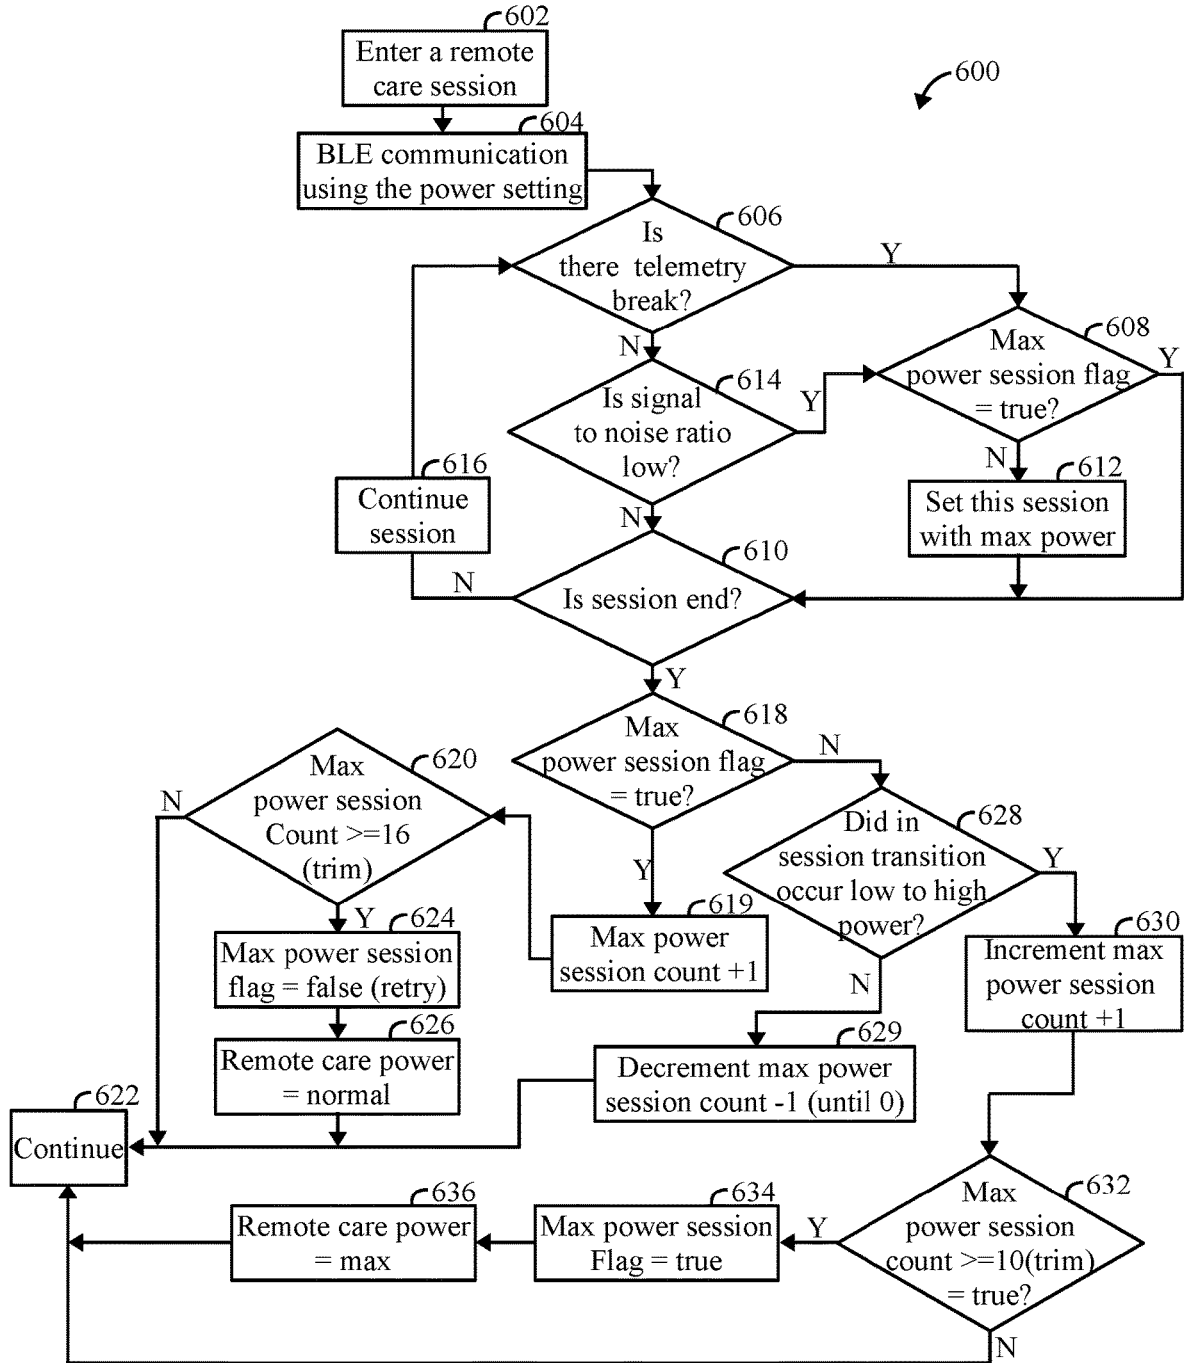 602
Enter a remote
care session
600
604
BLE communication
using the power setting
606
Is
there telemetry
break?
Y
N
608
Max
power session flag
= true?
Y
N
614
Is signal
to noise ratio
low?
Y
N
616
Continue
session
612
Set this session
with max power
610
Is session end?
N
Y
618
Max
power session flag
= true?
N
Y
620
Max
power session
Count >=16
(trim)
N
Y
628
Did in
session transition
occur low to high
power?
Y
N
619
Max power
session count +1
624
Max power session
flag = false (retry)
630
Increment max
power session
count +1
626
Remote care power
= normal
629
Decrement max power
session count -1 (until 0)
622
Continue
632
Max
power session
count >=10(trim)
= true?
Y
N
634
Max power session
Flag = true
636
Remote care power
= max